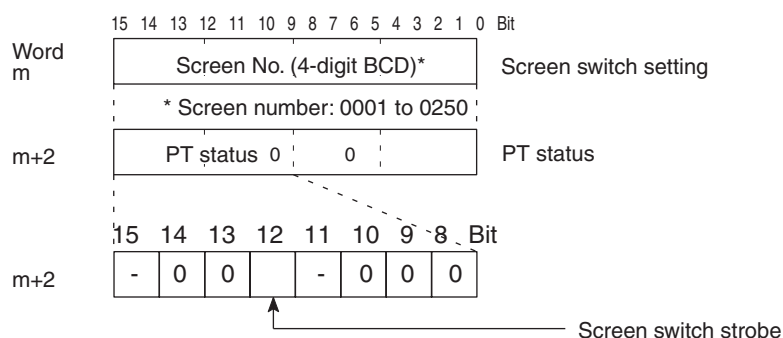 15 14 13 12 11 10 9 8 7 6 5 4 3 2 1 0 Bit
Word
m
Screen No. (4-digit BCD)*
Screen switch setting
* Screen number: 0001 to 0250
m+2
PT status 0 0
PT status
15 14 13 12 11 10 9 8 Bit
m+2
- 0 0 - 0 0 0
Screen switch strobe